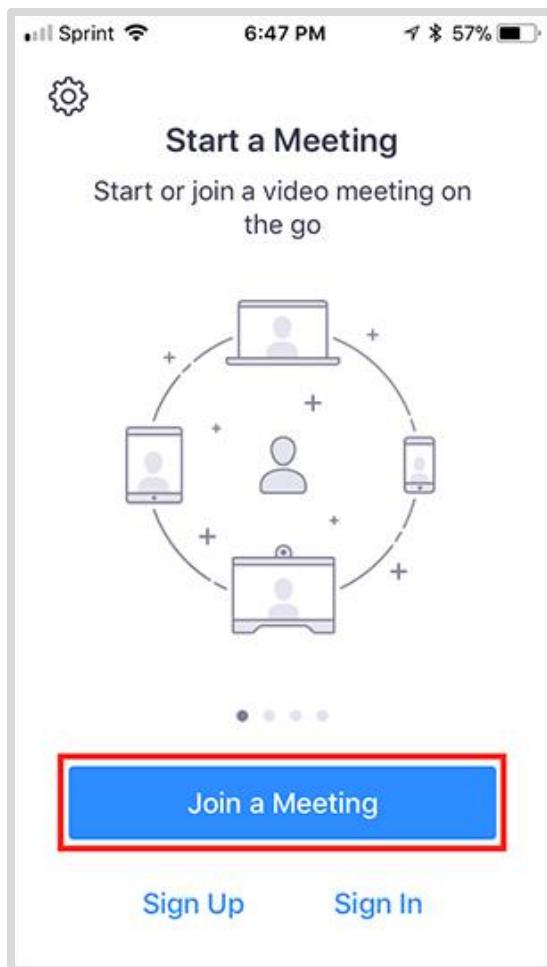 Sprint 6:47 PM 57%
Start a Meeting
Start or join a video meeting on
the go
Join a Meeting
Sign Up Sign In